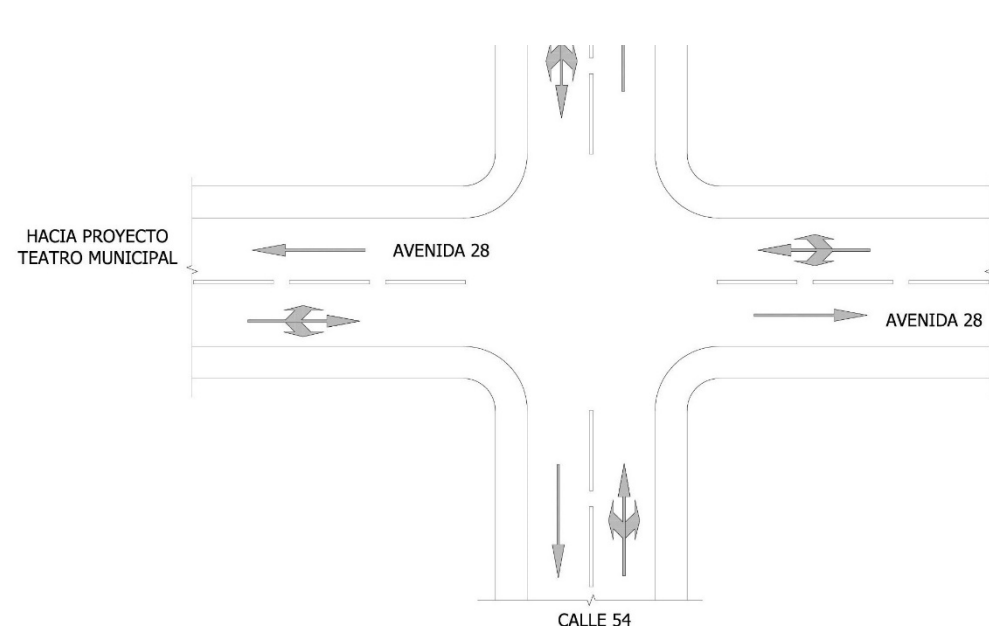 HACIA PROYECTO
TEATRO MUNICIPAL
AVENIDA 28
AVENIDA 28
CALLE 54